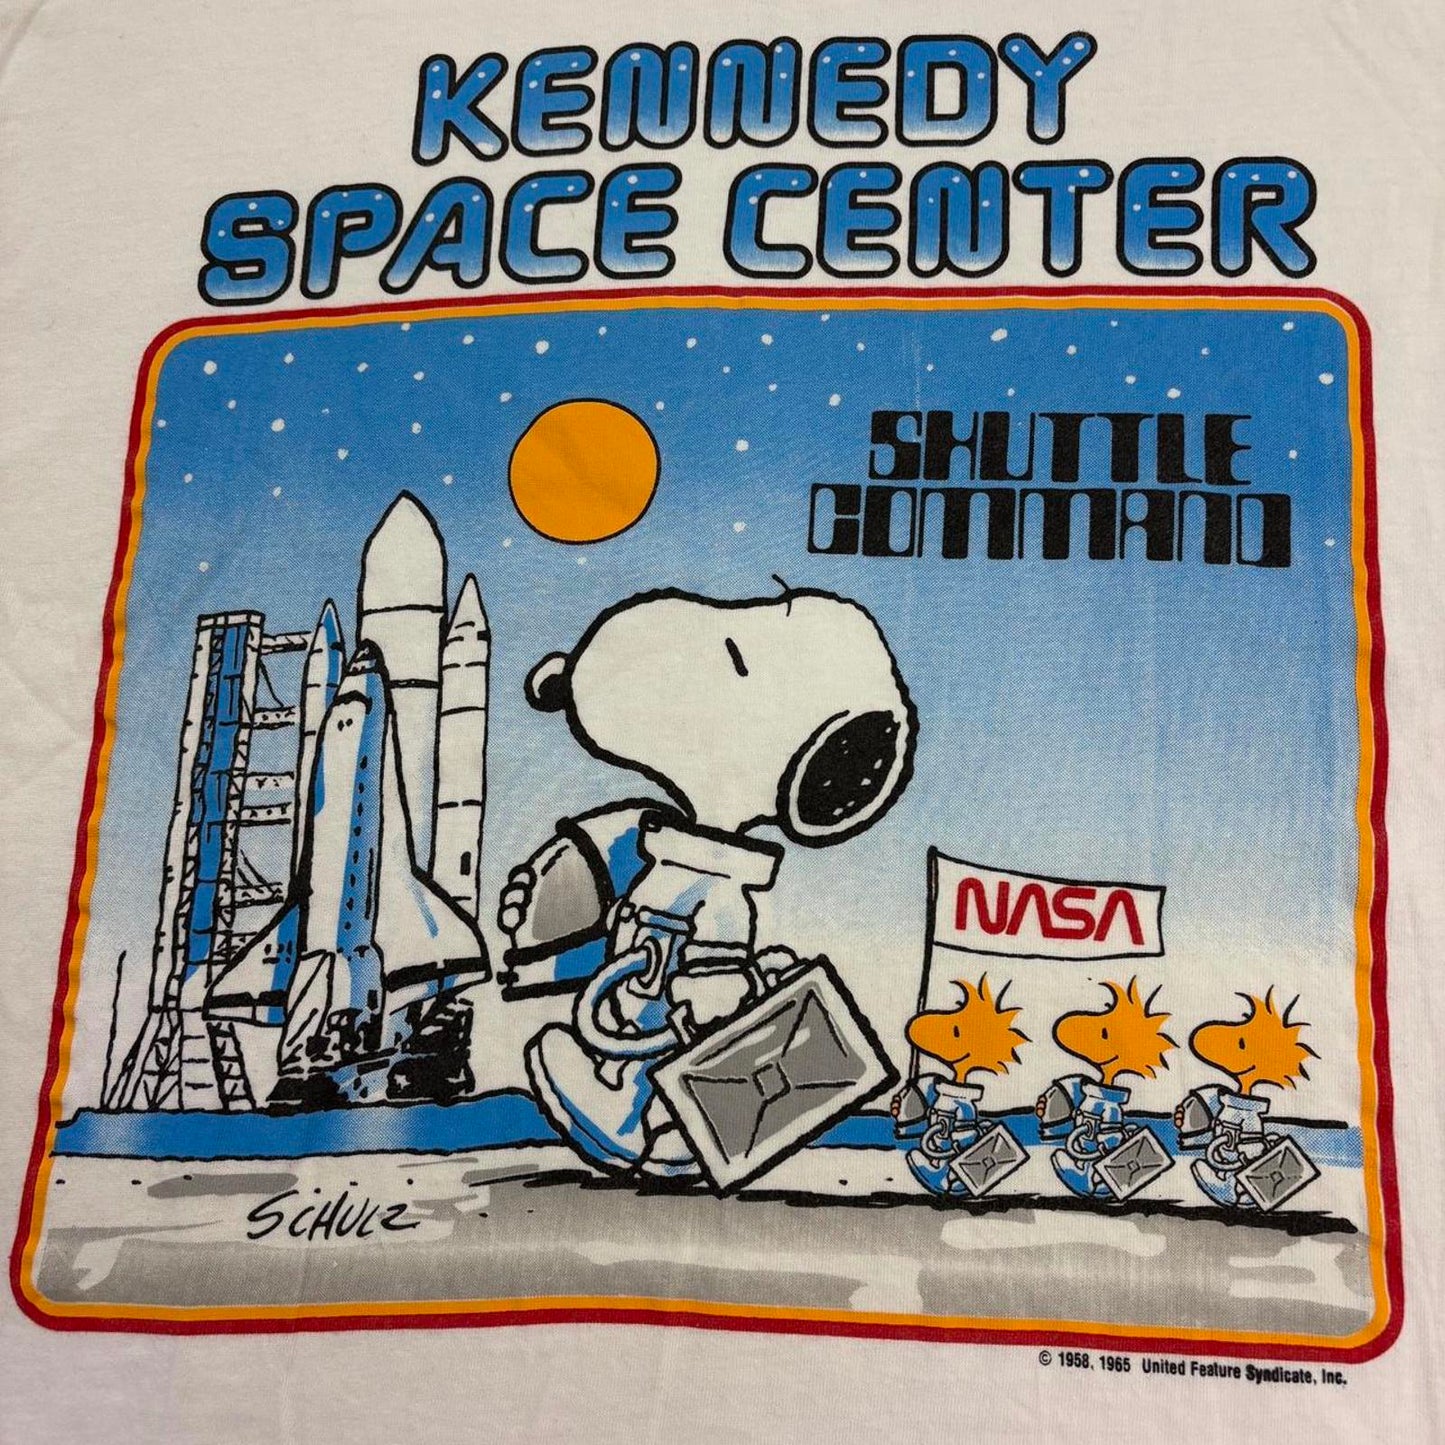 KENNEDY
SPACE CENTER
SHUTTLE
COMMAND
NASA
SCHULZ
© 1958, 1965 United Feature Syndicate, Inc.